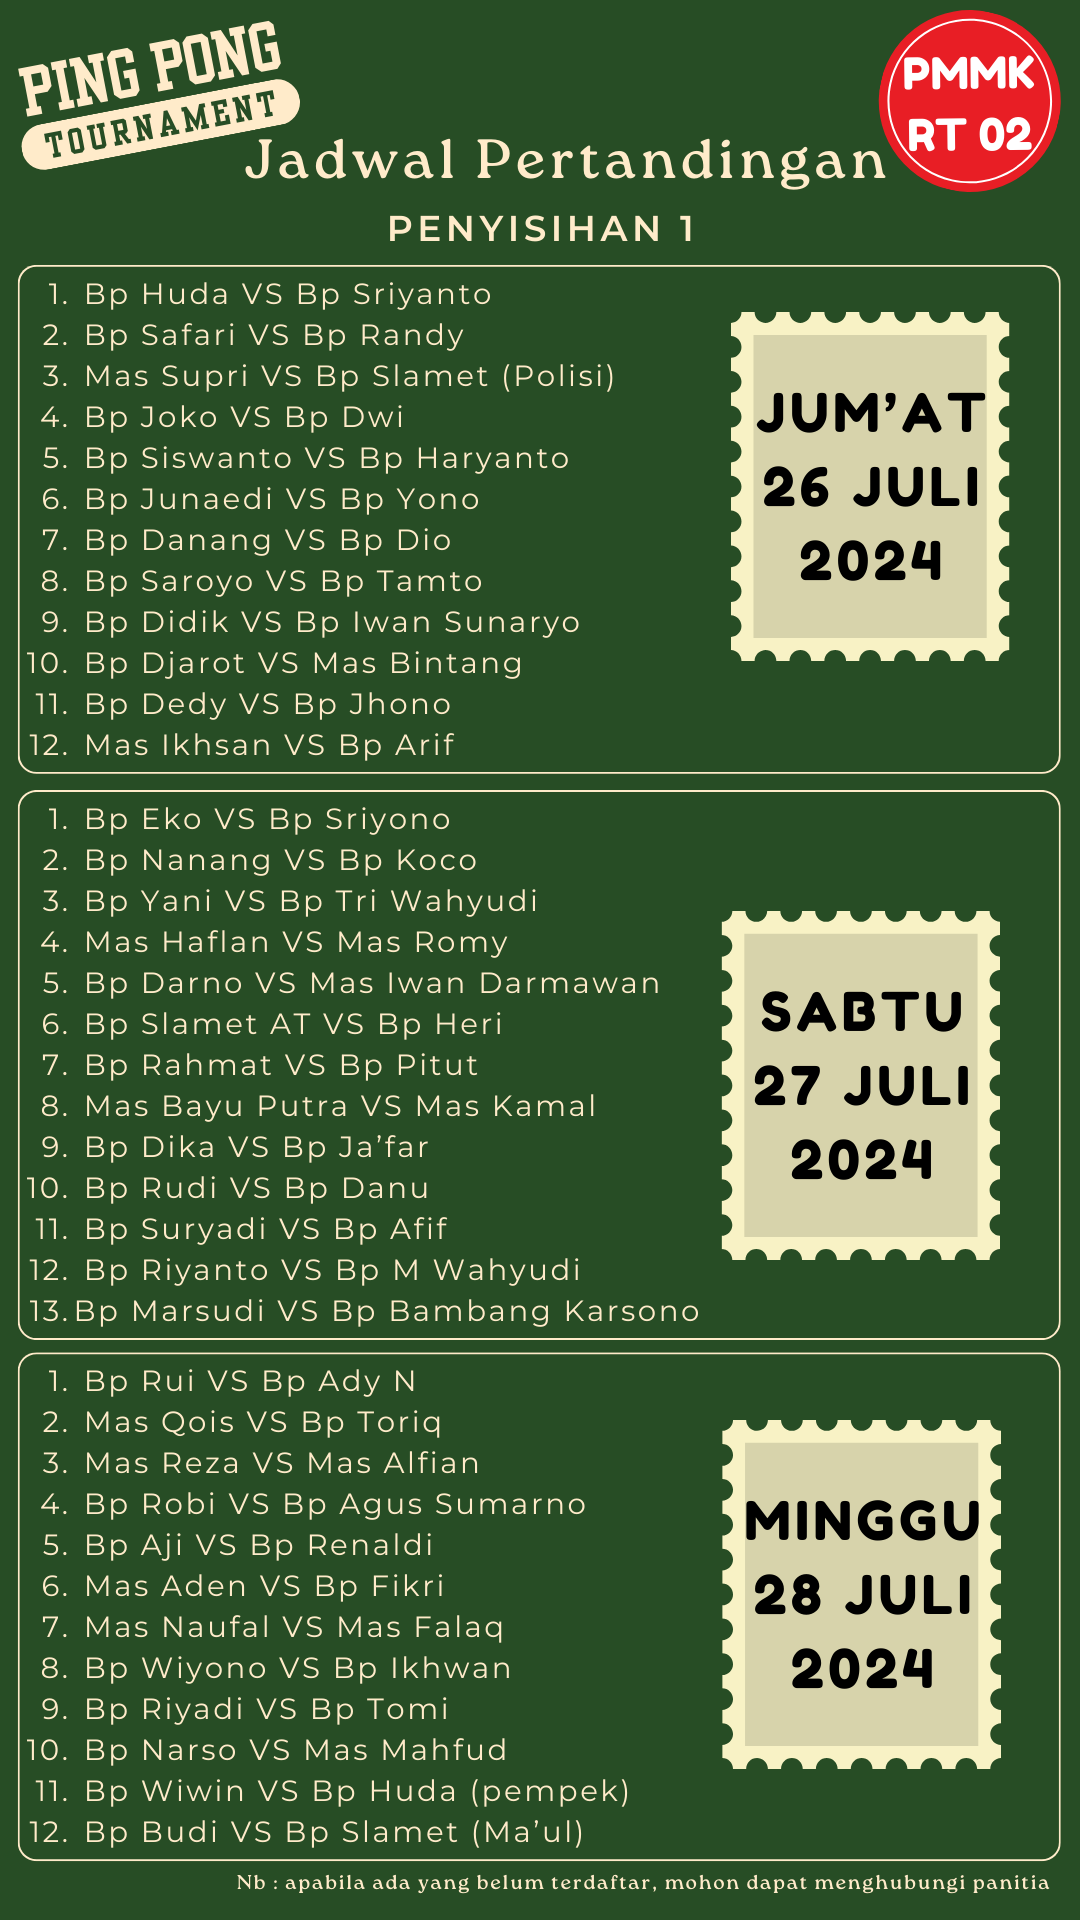 PING PONG
TOURNAMENT
PMMK
RT 02
Jadwal Pertandingan
PENYISIHAN 1
1. Bp Huda VS Bp Sriyanto
2. Bp Safari VS Bp Randy
3. Mas Supri VS Bp Slamet (Polisi)
4. Bp Joko VS Bp Dwi
5. Bp Siswanto VS Bp Haryanto
6. Bp Junaedi VS Bp Yono
7. Bp Danang VS Bp Dio
8. Bp Saroyo VS Bp Tamto
9. Bp Didik VS Bp Iwan Sunaryo
10. Bp Djarot VS Mas Bintang
11. Bp Dedy VS Bp Jhono
12. Mas Ikhsan VS Bp Arif
JUM’AT
26 JULI
2024
1. Bp Eko VS Bp Sriyono
2. Bp Nanang VS Bp Koco
3. Bp Yani VS Bp Tri Wahyudi
4. Mas Haflan VS Mas Romy
5. Bp Darno VS Mas Iwan Darmawan
6. Bp Slamet AT VS Bp Heri
7. Bp Rahmat VS Bp Pitut
8. Mas Bayu Putra VS Mas Kamal
9. Bp Dika VS Bp Ja’far
10. Bp Rudi VS Bp Danu
11. Bp Suryadi VS Bp Afif
12. Bp Riyanto VS Bp M Wahyudi
13. Bp Marsudi VS Bp Bambang Karsono
SABTU
27 JULI
2024
1. Bp Rui VS Bp Ady N
2. Mas Qois VS Bp Toriq
3. Mas Reza VS Mas Alfian
4. Bp Robi VS Bp Agus Sumarno
5. Bp Aji VS Bp Renaldi
6. Mas Aden VS Bp Fikri
7. Mas Naufal VS Mas Falaq
8. Bp Wiyono VS Bp Ikhwan
9. Bp Riyadi VS Bp Tomi
10. Bp Narso VS Mas Mahfud
11. Bp Wiwin VS Bp Huda (pempek)
12. Bp Budi VS Bp Slamet (Ma’ul)
MINGGU
28 JULI
2024
Nb : apabila ada yang belum terdaftar, mohon dapat menghubungi panitia